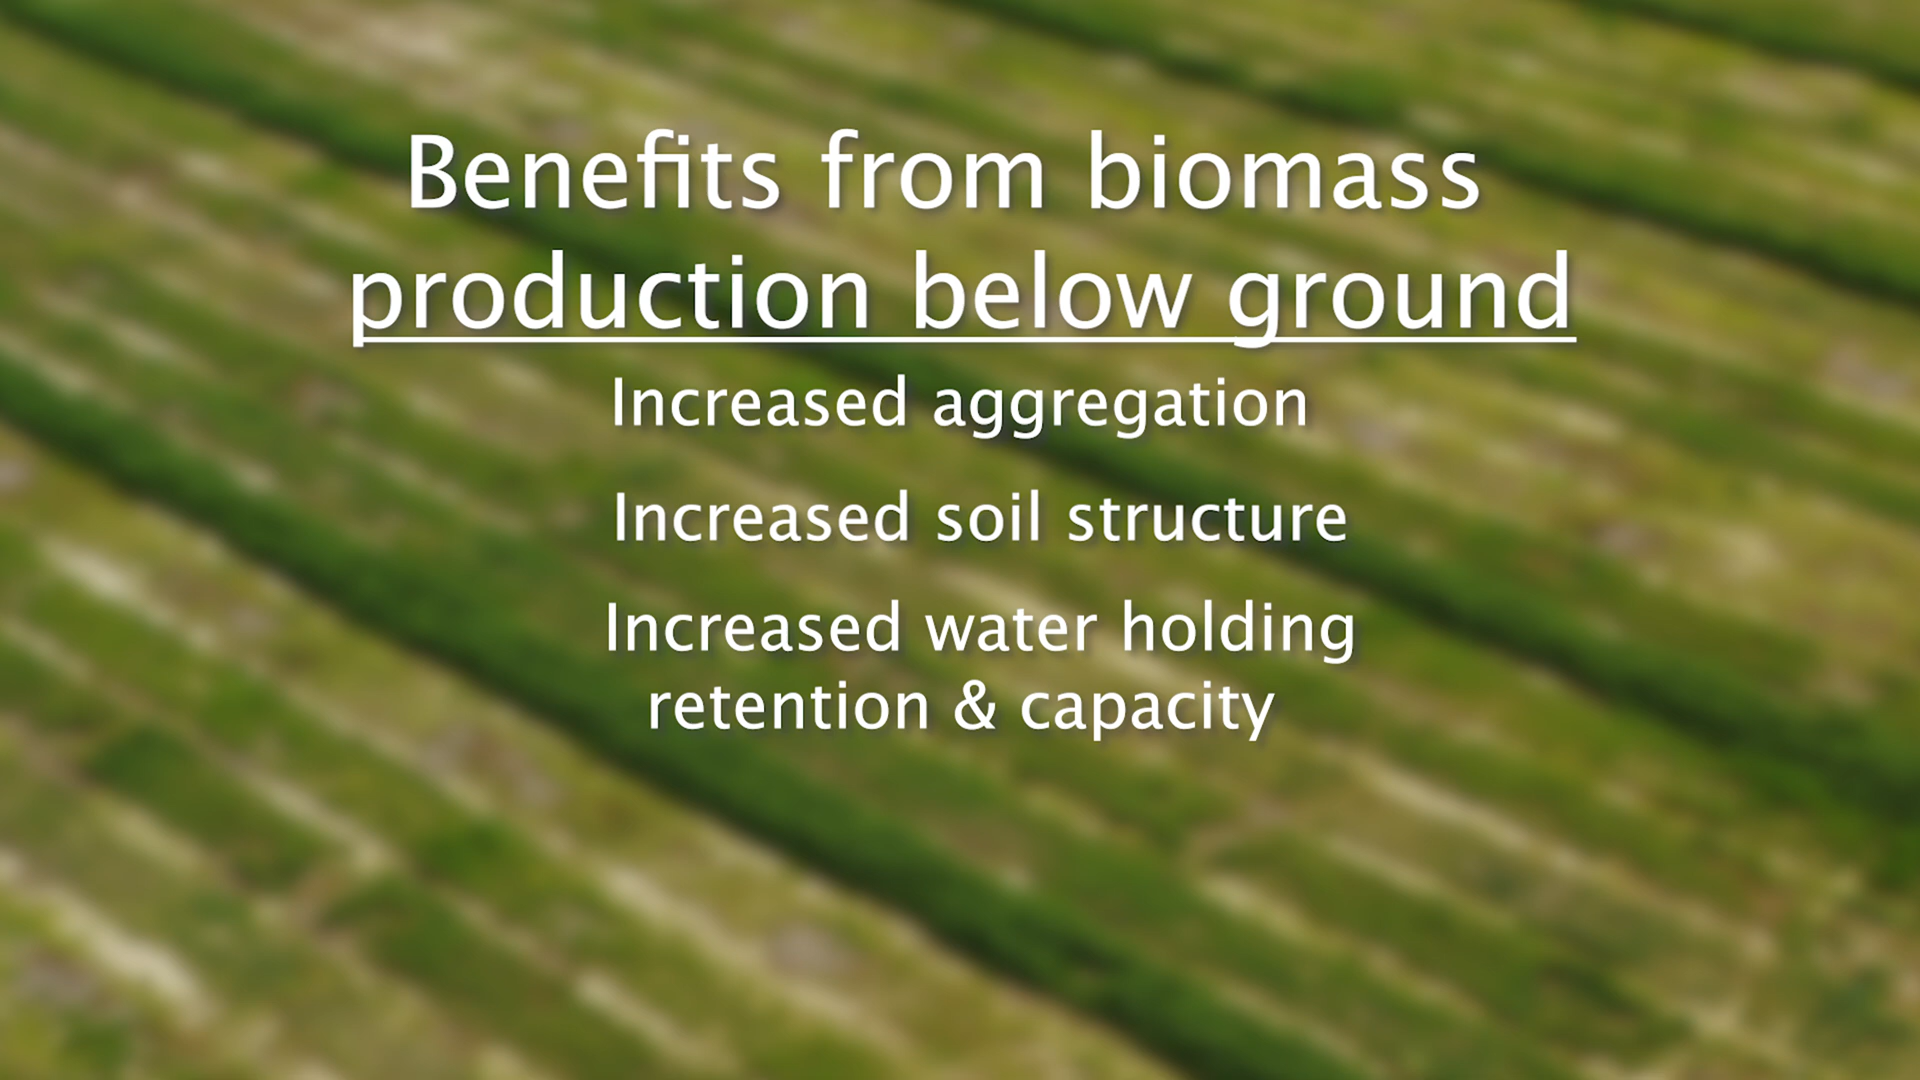 Benefits from biomass
production below ground
Increased aggregation
Increased soil structure
Increased water holding
retention & capacity